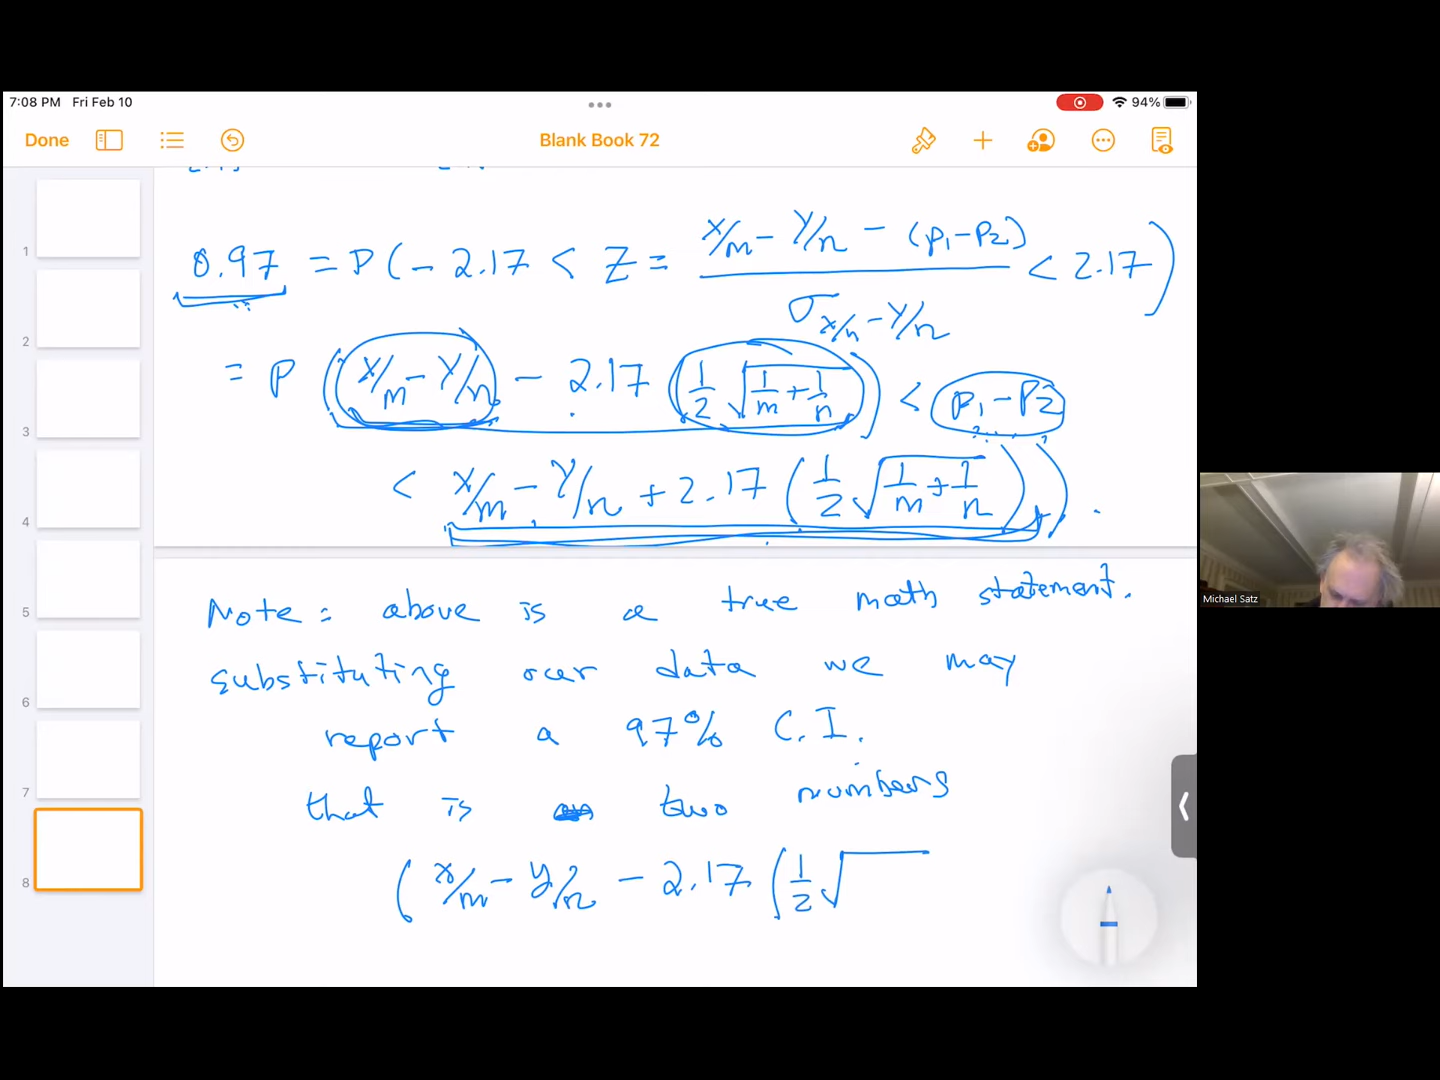 7:08 PM Fri Feb 10
94%
Done
Blank Book 72
0.97 = P(-2.17 < Z = (X/m - Y/n - (p₁-p₂)) / σ_{X/n - Y/n} < 2.17)
= P((X/m - Y/n - 2.17 (1/2 √(1/m + 1/n)) < p₁-p₂
< X/m - Y/n + 2.17 (1/2 √(1/m + 1/n))).
Note: above is a true math statement.
substituting our data we may
report a 97% C.I.
that is two numbers
(x/m - y/n - 2.17 (1/2 √
1
2
3
4
5
6
7
8
Michael Satz